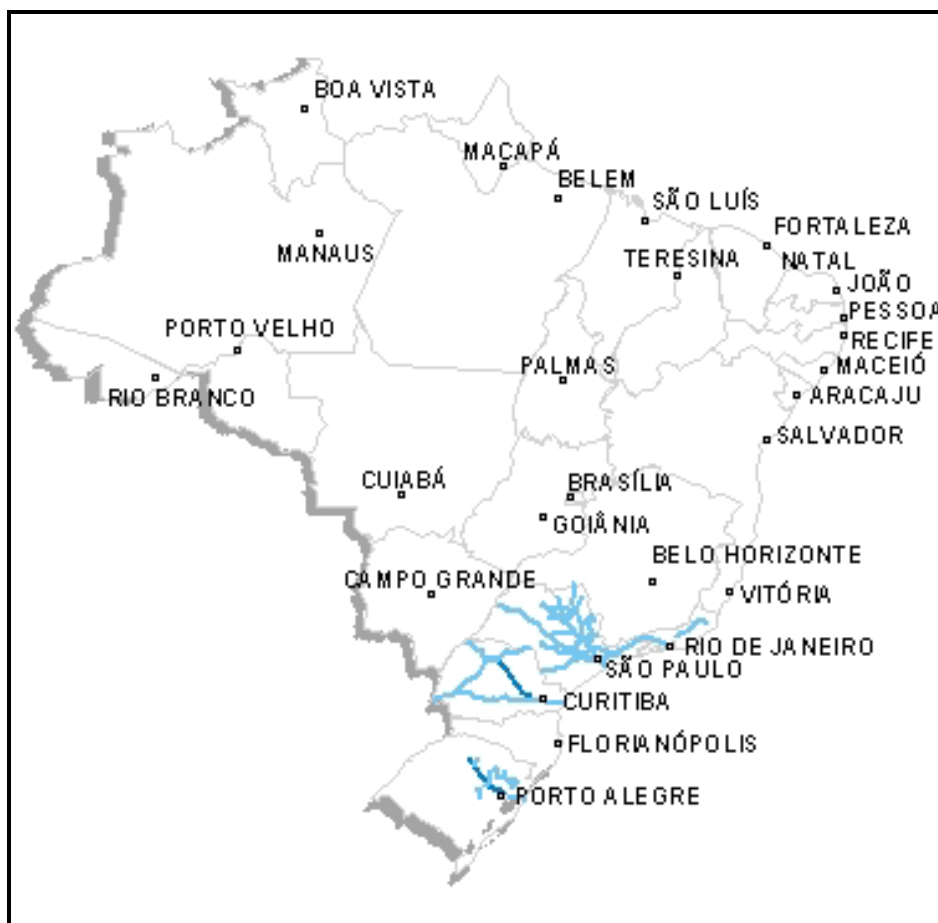 BOA VISTA
MACAPÁ
BELEM
SÃO LUÍS
FORTALEZA
MANAUS
TERESINA
NATAL
JOÃO
PESSOA
PORTO VELHO
RECIFE
PALMAS
MACEIÓ
RIO BRANCO
ARACAJU
SALVADOR
CUIABÁ
BRASÍLIA
GOIÂNIA
BELO HORIZONTE
CAMPO GRANDE
VITÓRIA
RIO DE JANEIRO
SÃO PAULO
CURITIBA
FLORIANÓPOLIS
PORTO ALEGRE